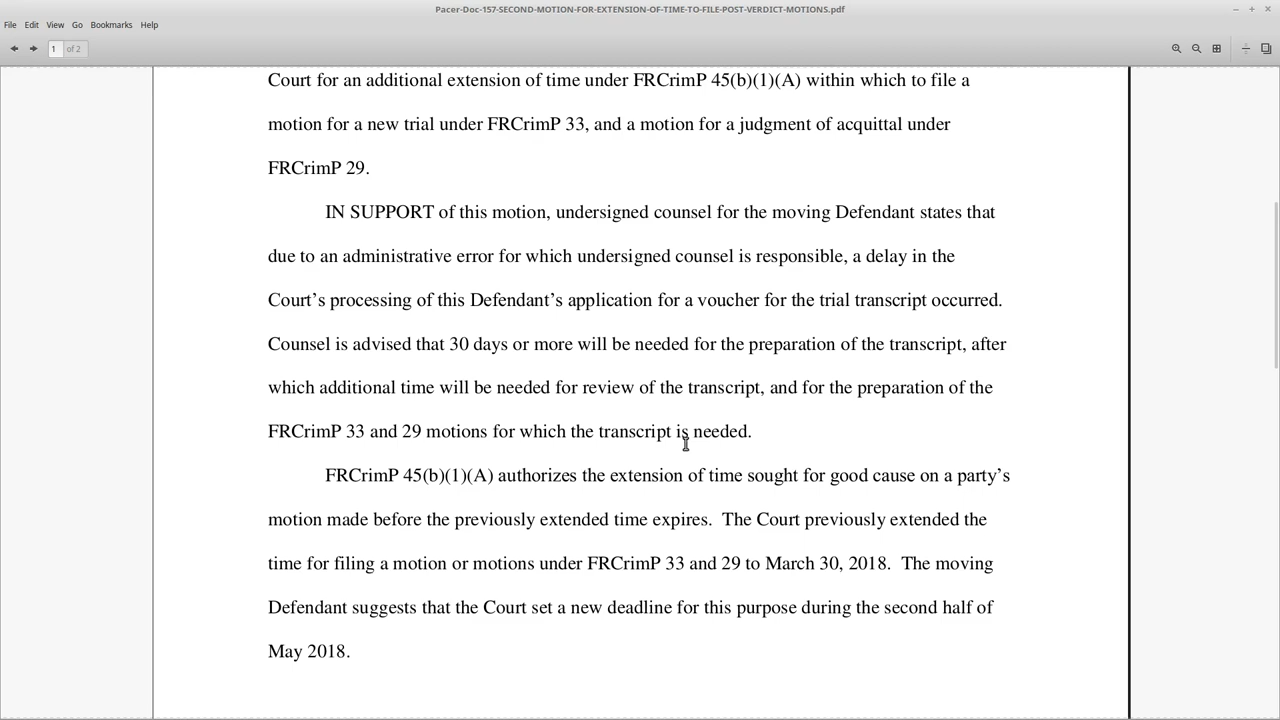 Pacer-Doc-157-SECOND-MOTION-FOR-EXTENSION-OF-TIME-TO-FILE-POST-VERDICT-MOTIONS.pdf
File Edit View Go Bookmarks Help
1 of 2
Court for an additional extension of time under FRCrimP 45(b)(1)(A) within which to file a
motion for a new trial under FRCrimP 33, and a motion for a judgment of acquittal under
FRCrimP 29.
IN SUPPORT of this motion, undersigned counsel for the moving Defendant states that
due to an administrative error for which undersigned counsel is responsible, a delay in the
Court’s processing of this Defendant’s application for a voucher for the trial transcript occurred.
Counsel is advised that 30 days or more will be needed for the preparation of the transcript, after
which additional time will be needed for review of the transcript, and for the preparation of the
FRCrimP 33 and 29 motions for which the transcript is needed.
FRCrimP 45(b)(1)(A) authorizes the extension of time sought for good cause on a party’s
motion made before the previously extended time expires.  The Court previously extended the
time for filing a motion or motions under FRCrimP 33 and 29 to March 30, 2018.  The moving
Defendant suggests that the Court set a new deadline for this purpose during the second half of
May 2018.